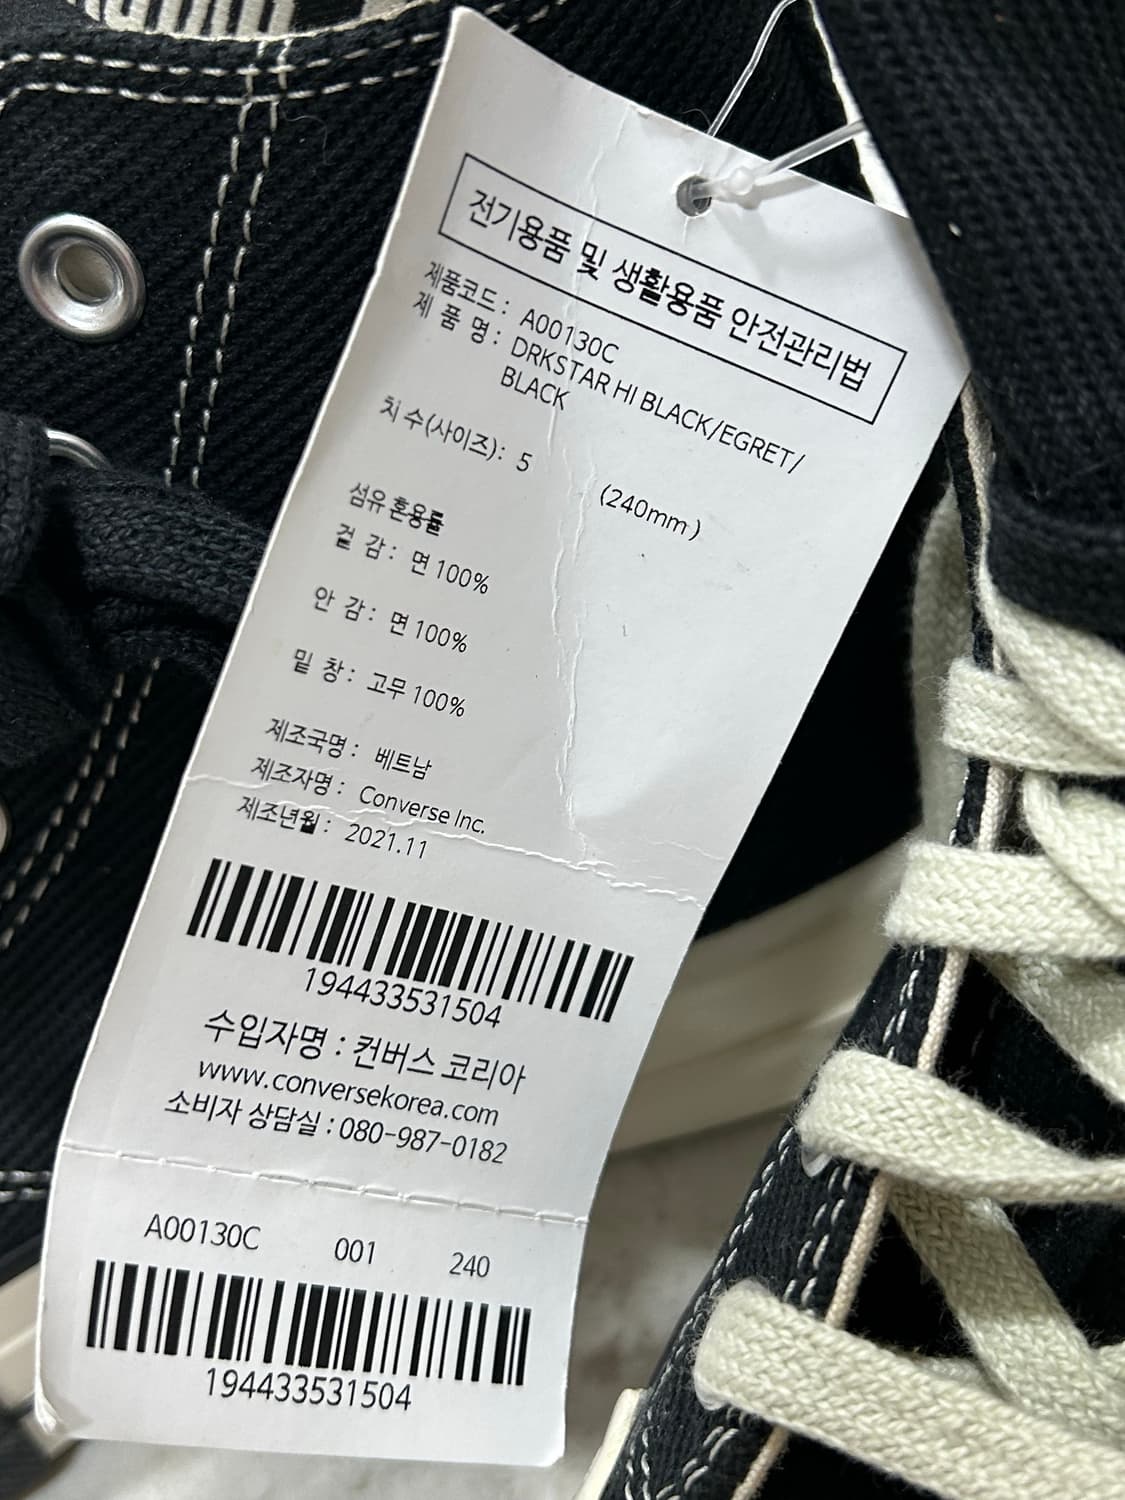 전기용품 및 생활용품 안전관리법
제품코드 : A00130C
제 품 명 : DRKSTAR HI BLACK/EGRET/
BLACK
치 수(사이즈) : 5 (240mm)
섬유 혼용률
겉 감 : 면 100%
안 감 : 면 100%
밑 창 : 고무 100%
제조국명 : 베트남
제조자명 : Converse Inc.
제조년월 : 2021.11
194433531504
수입자명 : 컨버스 코리아
www.conversekorea.com
소비자 상담실 : 080-987-0182
A00130C 001 240
194433531504